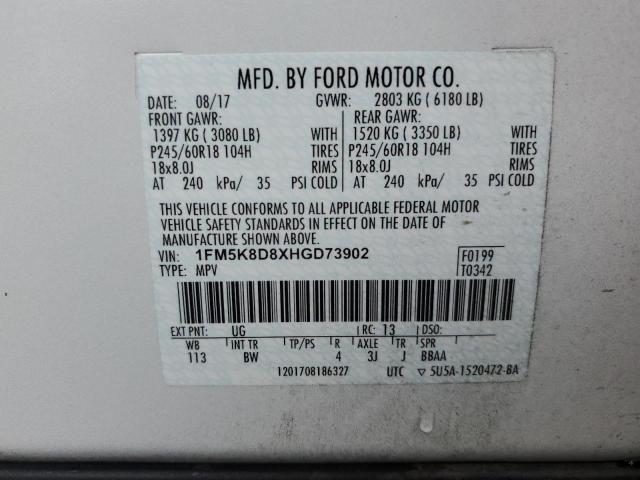 MFD. BY FORD MOTOR CO.
DATE: 08/17 GVWR: 2803 KG ( 6180 LB)
FRONT GAWR: REAR GAWR:
1397 KG ( 3080 LB) WITH 1520 KG ( 3350 LB) WITH
P245/60R18 104H TIRES P245/60R18 104H TIRES
18x8.0J RIMS 18x8.0J RIMS
AT 240 kPa/ 35 PSI COLD AT 240 kPa/ 35 PSI COLD
THIS VEHICLE CONFORMS TO ALL APPLICABLE FEDERAL MOTOR
VEHICLE SAFETY STANDARDS IN EFFECT ON THE DATE OF
MANUFACTURE SHOWN ABOVE.
VIN: 1FM5K8D8XHGD73902 F0199
TYPE: MPV T0342
EXT PNT: UG RC: 13 DSO:
WB INT TR TP/PS R AXLE TR SPR
113 BW 4 3J J BBAA
1201708186327 UTC ▽ 5U5A-1520472-BA